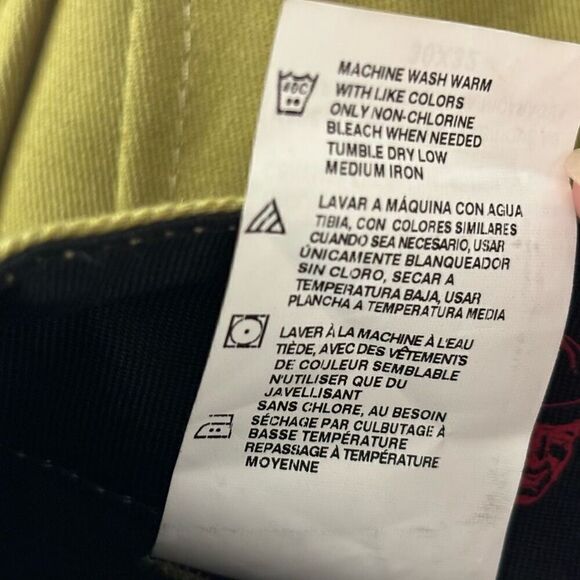 MACHINE WASH WARM
WITH LIKE COLORS
ONLY NON-CHLORINE
BLEACH WHEN NEEDED
TUMBLE DRY LOW
MEDIUM IRON
LAVAR A MÁQUINA CON AGUA
TIBIA, CON COLORES SIMILARES
CUANDO SEA NECESARIO, USAR
ÚNICAMENTE BLANQUEADOR
SIN CLORO, SECAR A
TEMPERATURA BAJA, USAR
PLANCHA A TEMPERATURA MEDIA
LAVER À LA MACHINE À L'EAU
TIÈDE, AVEC DES VÊTEMENTS
DE COULEUR SEMBLABLE
N'UTILISER QUE DU
JAVELLISANT
SANS CHLORE, AU BESOIN
SÉCHAGE PAR CULBUTAGE À
BASSE TEMPÉRATURE
REPASSAGE À TEMPÉRATURE
MOYENNE